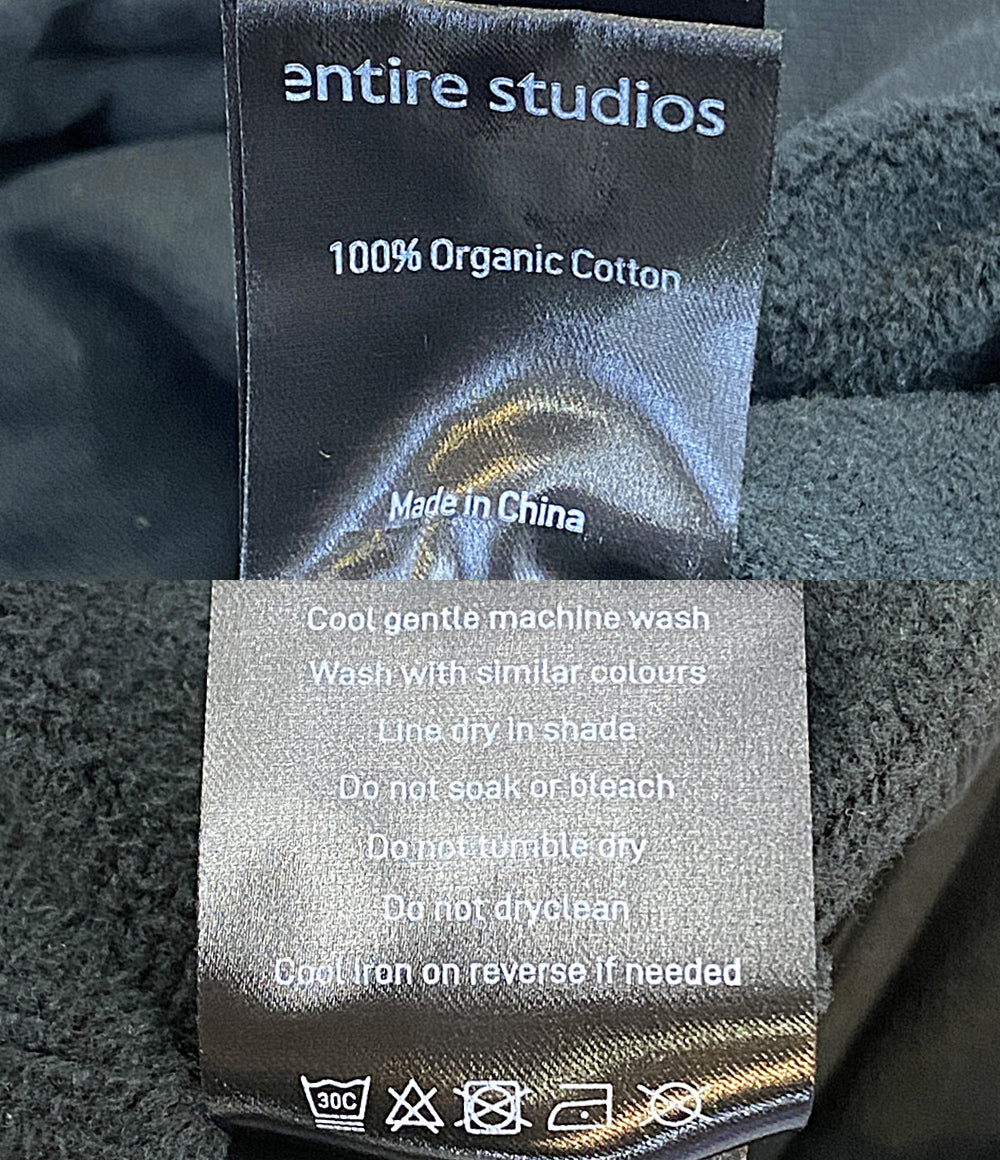 entire studios
100% Organic Cotton
Made in China
Cool gentle machine wash
Wash with similar colours
Line dry in shade
Do not soak or bleach
Do not tumble dry
Do not dryclean
Cool iron on reverse if needed
30C